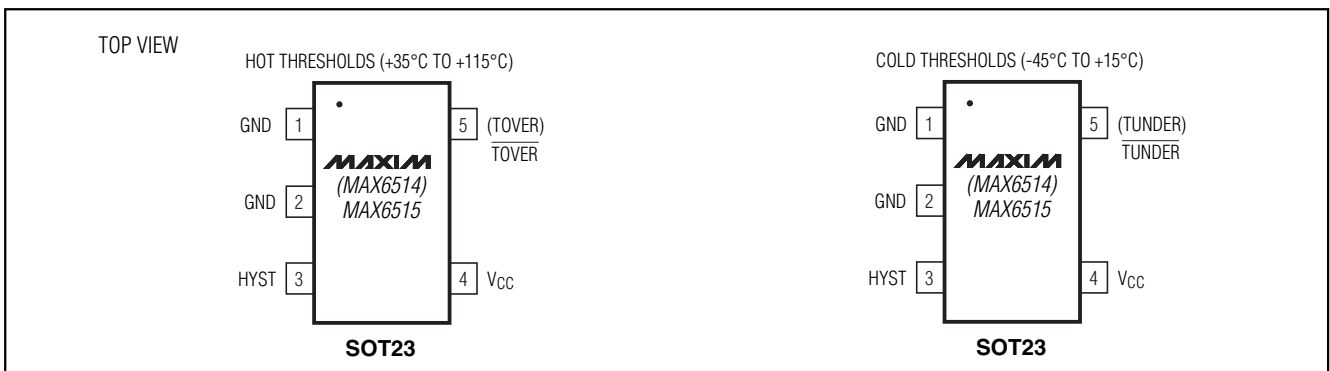 TOP VIEW
HOT THRESHOLDS (+35°C TO +115°C)
GND 1
5 (TOVER)
TOVER
MAXIM
(MAX6514)
MAX6515
GND 2
HYST 3
4 VCC
SOT23
COLD THRESHOLDS (-45°C TO +15°C)
GND 1
5 (TUNDER)
TUNDER
MAXIM
(MAX6514)
MAX6515
GND 2
HYST 3
4 VCC
SOT23